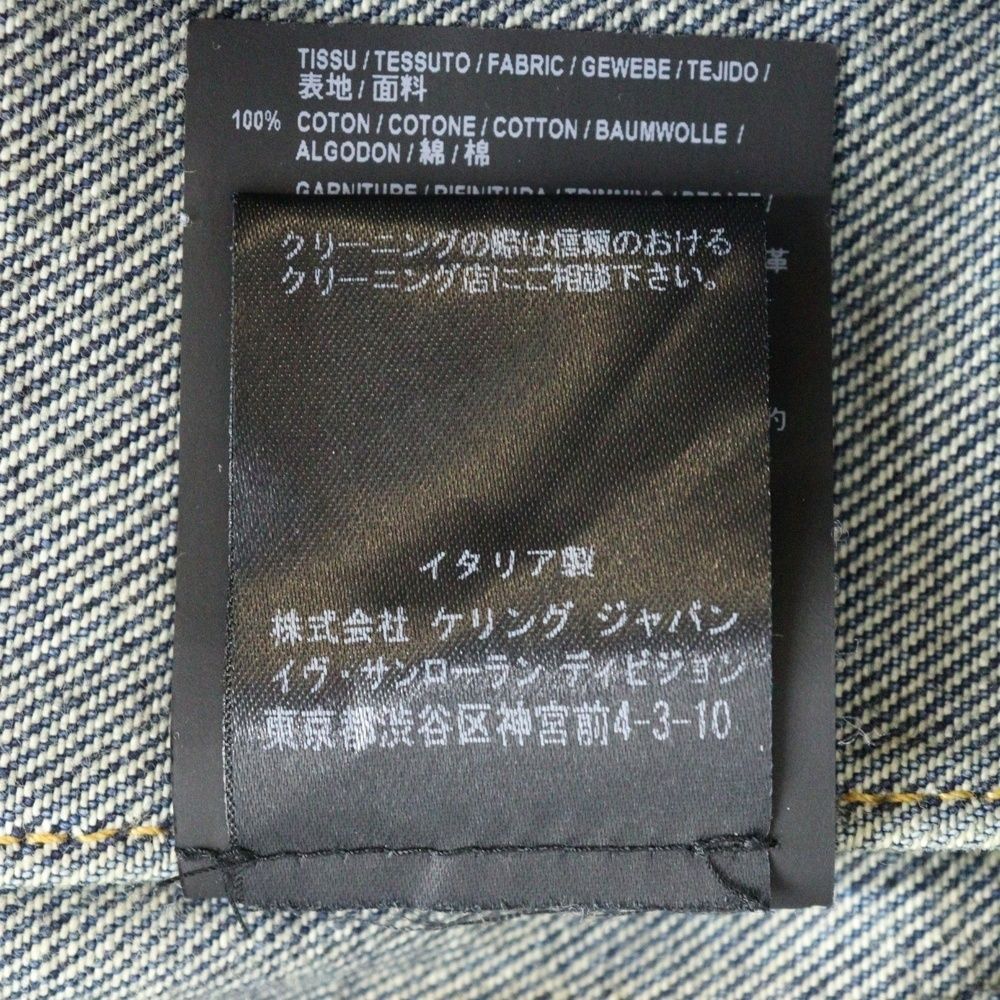 TISSU / TESSUTO / FABRIC / GEWEBE / TEJIDO /
表地 / 面料
100% COTON / COTONE / COTTON / BAUMWOLLE /
ALGODON / 綿 / 棉
GARNITURE / RIFINITURA / TRIMMING /
革
クリーニングの際は信頼のおける
クリーニング店にご相談下さい。
イタリア製
株式会社 ケリング ジャパン
イヴ・サンローラン ディビジョン
東京都渋谷区神宮前4-3-10